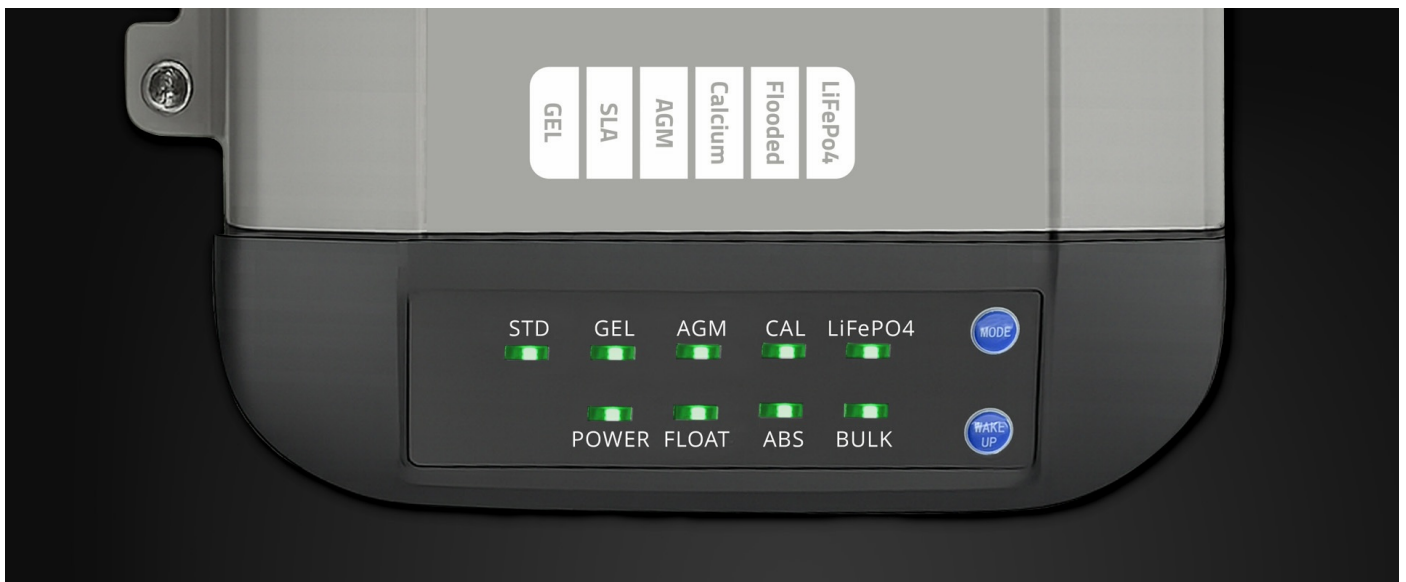 GEL
SLA
AGM
Calcium
Flooded
LiFePo4
STD GEL AGM CAL LiFePO4
MODE
POWER FLOAT ABS BULK
WAKE
UP